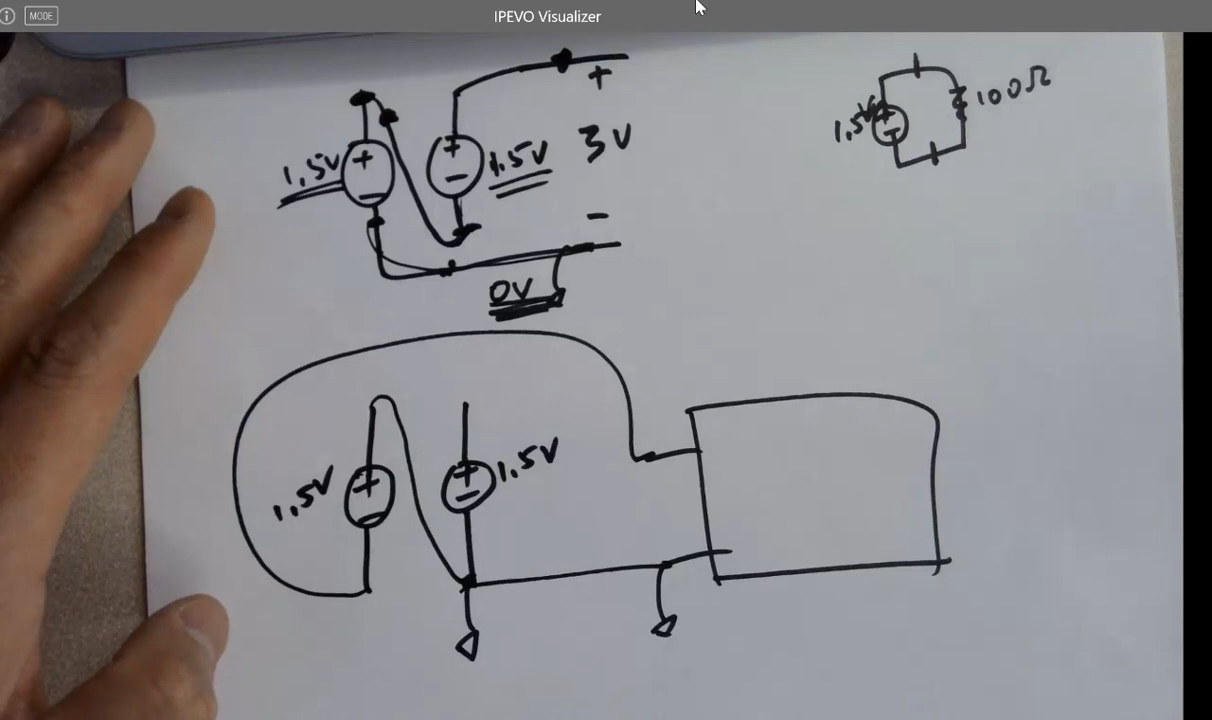 MODE
IPEVO Visualizer
1.5V
+
-
+
-
1.5V
+
3V
-
0V
1.5V
+
-
100Ω
1.5V
+
-
+
-
1.5V